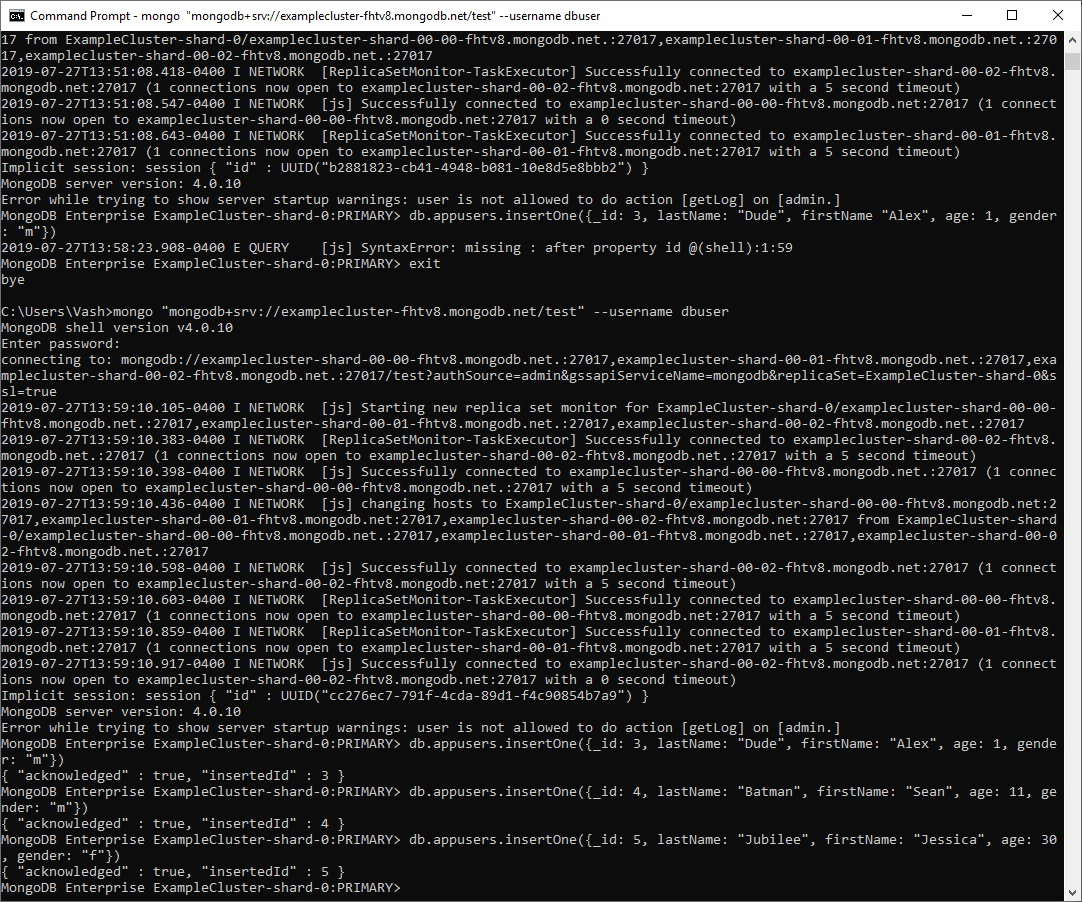 Command Prompt - mongo "mongodb+srv://examplecluster-fhtv8.mongodb.net/test" --username dbuser
17 from ExampleCluster-shard-0/examplecluster-shard-00-00-fhtv8.mongodb.net.:27017,examplecluster-shard-00-01-fhtv8.mongodb.net.:270
17,examplecluster-shard-00-02-fhtv8.mongodb.net.:27017
2019-07-27T13:51:08.418-0400 I NETWORK  [ReplicaSetMonitor-TaskExecutor] Successfully connected to examplecluster-shard-00-02-fhtv8.
mongodb.net:27017 (1 connections now open to examplecluster-shard-00-02-fhtv8.mongodb.net:27017 with a 5 second timeout)
2019-07-27T13:51:08.547-0400 I NETWORK  [js] Successfully connected to examplecluster-shard-00-00-fhtv8.mongodb.net:27017 (1 connect
ions now open to examplecluster-shard-00-00-fhtv8.mongodb.net:27017 with a 0 second timeout)
2019-07-27T13:51:08.643-0400 I NETWORK  [ReplicaSetMonitor-TaskExecutor] Successfully connected to examplecluster-shard-00-01-fhtv8.
mongodb.net:27017 (1 connections now open to examplecluster-shard-00-01-fhtv8.mongodb.net:27017 with a 5 second timeout)
Implicit session: session { "id" : UUID("b2881823-cb41-4948-b081-10e8d5e8bbb2") }
MongoDB server version: 4.0.10
Error while trying to show server startup warnings: user is not allowed to do action [getLog] on [admin.]
MongoDB Enterprise ExampleCluster-shard-0:PRIMARY> db.appusers.insertOne({_id: 3, lastName: "Dude", firstName "Alex", age: 1, gender
: "m"})
2019-07-27T13:58:23.908-0400 E QUERY    [js] SyntaxError: missing : after property id @(shell):1:59
MongoDB Enterprise ExampleCluster-shard-0:PRIMARY> exit
bye
C:\Users\Vash>mongo "mongodb+srv://examplecluster-fhtv8.mongodb.net/test" --username dbuser
MongoDB shell version v4.0.10
Enter password:
connecting to: mongodb://examplecluster-shard-00-00-fhtv8.mongodb.net.:27017,examplecluster-shard-00-01-fhtv8.mongodb.net.:27017,exa
mplecluster-shard-00-02-fhtv8.mongodb.net.:27017/test?authSource=admin&gssapiServiceName=mongodb&replicaSet=ExampleCluster-shard-0&s
sl=true
2019-07-27T13:59:10.105-0400 I NETWORK  [js] Starting new replica set monitor for ExampleCluster-shard-0/examplecluster-shard-00-00-
fhtv8.mongodb.net.:27017,examplecluster-shard-00-01-fhtv8.mongodb.net.:27017,examplecluster-shard-00-02-fhtv8.mongodb.net.:27017
2019-07-27T13:59:10.383-0400 I NETWORK  [ReplicaSetMonitor-TaskExecutor] Successfully connected to examplecluster-shard-00-02-fhtv8.
mongodb.net.:27017 (1 connections now open to examplecluster-shard-00-02-fhtv8.mongodb.net.:27017 with a 5 second timeout)
2019-07-27T13:59:10.398-0400 I NETWORK  [js] Successfully connected to examplecluster-shard-00-00-fhtv8.mongodb.net.:27017 (1 connec
tions now open to examplecluster-shard-00-00-fhtv8.mongodb.net.:27017 with a 5 second timeout)
2019-07-27T13:59:10.436-0400 I NETWORK  [js] changing hosts to ExampleCluster-shard-0/examplecluster-shard-00-00-fhtv8.mongodb.net:2
7017,examplecluster-shard-00-01-fhtv8.mongodb.net:27017,examplecluster-shard-00-02-fhtv8.mongodb.net:27017 from ExampleCluster-shard
-0/examplecluster-shard-00-00-fhtv8.mongodb.net.:27017,examplecluster-shard-00-01-fhtv8.mongodb.net.:27017,examplecluster-shard-00-0
2-fhtv8.mongodb.net.:27017
2019-07-27T13:59:10.598-0400 I NETWORK  [js] Successfully connected to examplecluster-shard-00-02-fhtv8.mongodb.net:27017 (1 connect
ions now open to examplecluster-shard-00-02-fhtv8.mongodb.net:27017 with a 5 second timeout)
2019-07-27T13:59:10.603-0400 I NETWORK  [ReplicaSetMonitor-TaskExecutor] Successfully connected to examplecluster-shard-00-00-fhtv8.
mongodb.net:27017 (1 connections now open to examplecluster-shard-00-00-fhtv8.mongodb.net:27017 with a 5 second timeout)
2019-07-27T13:59:10.859-0400 I NETWORK  [ReplicaSetMonitor-TaskExecutor] Successfully connected to examplecluster-shard-00-01-fhtv8.
mongodb.net:27017 (1 connections now open to examplecluster-shard-00-01-fhtv8.mongodb.net:27017 with a 5 second timeout)
2019-07-27T13:59:10.917-0400 I NETWORK  [js] Successfully connected to examplecluster-shard-00-02-fhtv8.mongodb.net:27017 (1 connect
ions now open to examplecluster-shard-00-02-fhtv8.mongodb.net:27017 with a 0 second timeout)
Implicit session: session { "id" : UUID("cc276ec7-791f-4cda-89d1-f4c90854b7a9") }
MongoDB server version: 4.0.10
Error while trying to show server startup warnings: user is not allowed to do action [getLog] on [admin.]
MongoDB Enterprise ExampleCluster-shard-0:PRIMARY> db.appusers.insertOne({_id: 3, lastName: "Dude", firstName: "Alex", age: 1, gende
r: "m"})
{ "acknowledged" : true, "insertedId" : 3 }
MongoDB Enterprise ExampleCluster-shard-0:PRIMARY> db.appusers.insertOne({_id: 4, lastName: "Batman", firstName: "Sean", age: 11, ge
nder: "m"})
{ "acknowledged" : true, "insertedId" : 4 }
MongoDB Enterprise ExampleCluster-shard-0:PRIMARY> db.appusers.insertOne({_id: 5, lastName: "Jubilee", firstName: "Jessica", age: 30
, gender: "f"})
{ "acknowledged" : true, "insertedId" : 5 }
MongoDB Enterprise ExampleCluster-shard-0:PRIMARY>